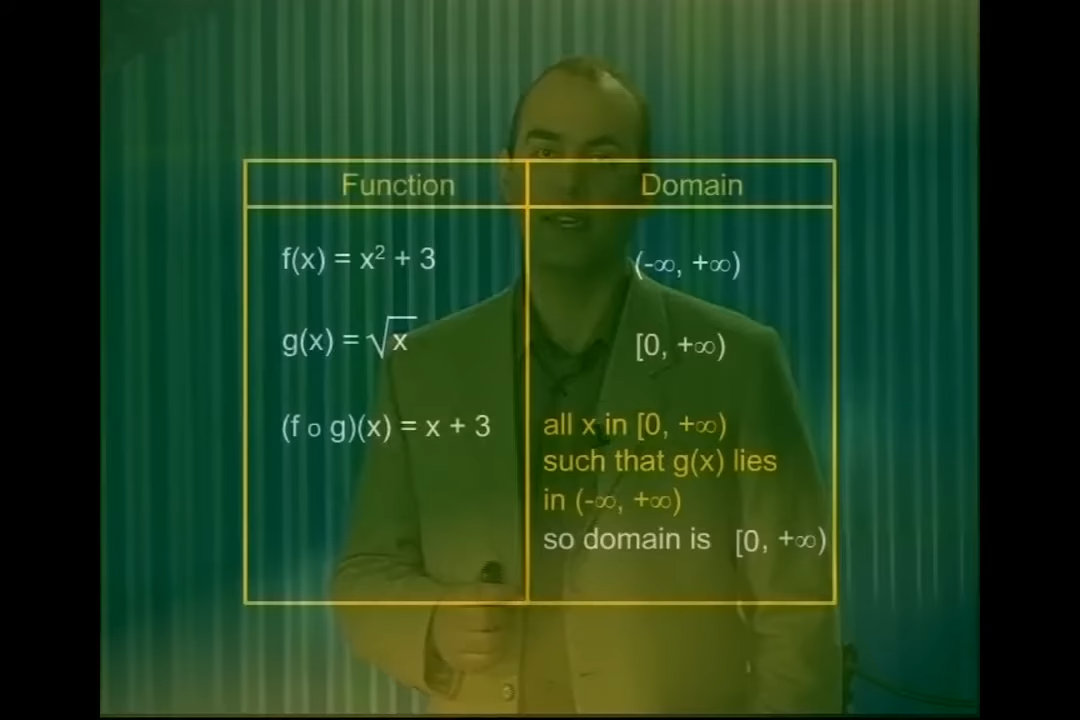 Function Domain
f(x) = x² + 3 (-∞, +∞)
g(x) = √x [0, +∞)
(f o g)(x) = x + 3 all x in [0, +∞)
such that g(x) lies
in (-∞, +∞)
so domain is [0, +∞)